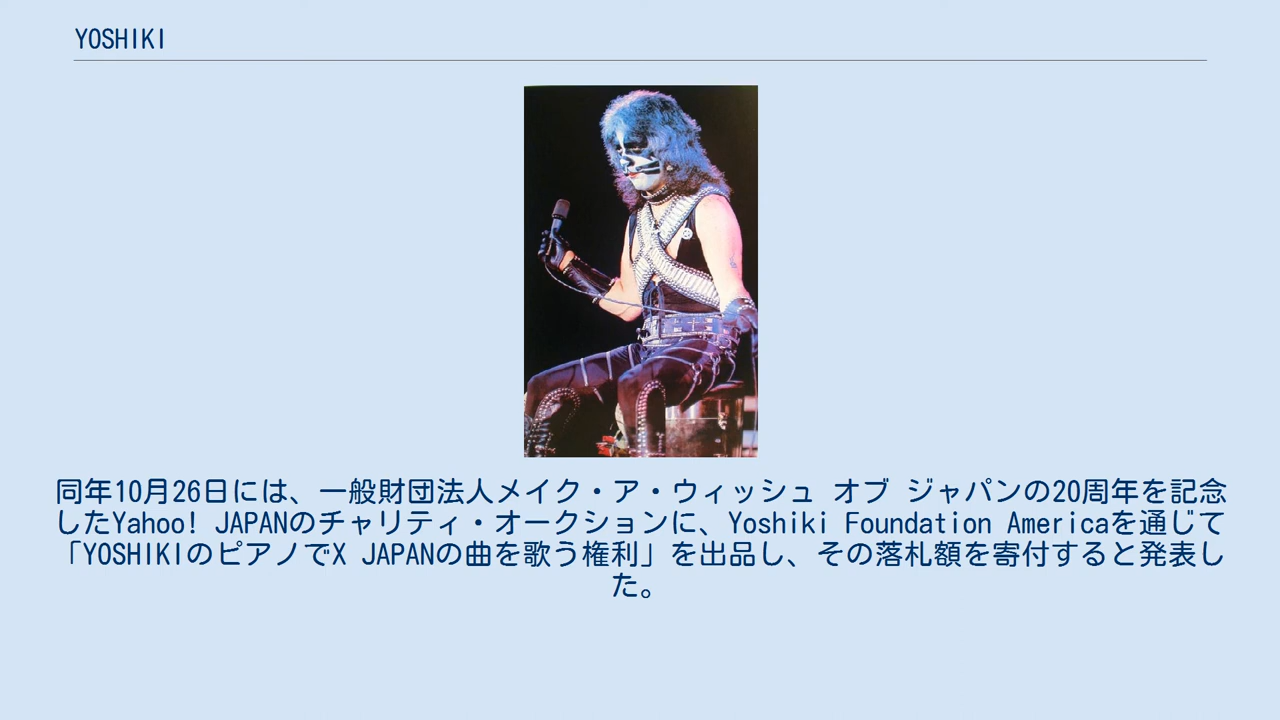 YOSHIKI
同年10月26日には、一般財団法人メイク・ア・ウィッシュ オブ ジャパンの20周年を記念
したYahoo! JAPANのチャリティ・オークションに、Yoshiki Foundation Americaを通じて
「YOSHIKIのピアノでX JAPANの曲を歌う権利」を出品し、その落札額を寄付すると発表し
た。